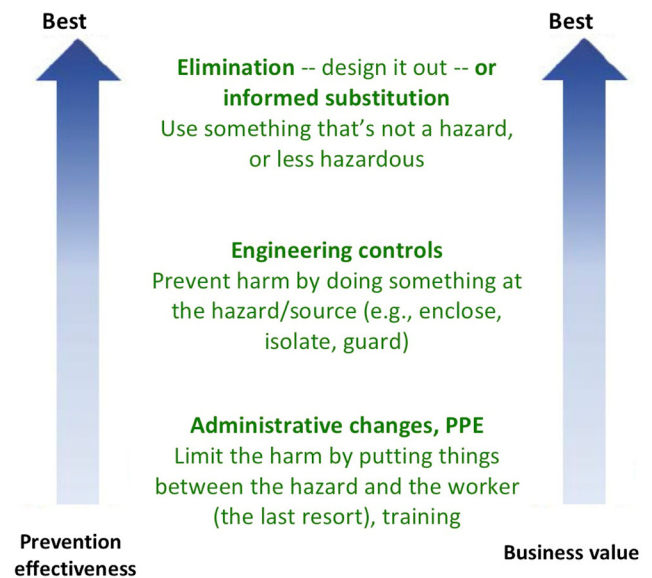 Best
Best
Elimination -- design it out -- or
informed substitution
Use something that’s not a hazard,
or less hazardous
Engineering controls
Prevent harm by doing something at
the hazard/source (e.g., enclose,
isolate, guard)
Administrative changes, PPE
Limit the harm by putting things
between the hazard and the worker
(the last resort), training
Prevention
effectiveness
Business value